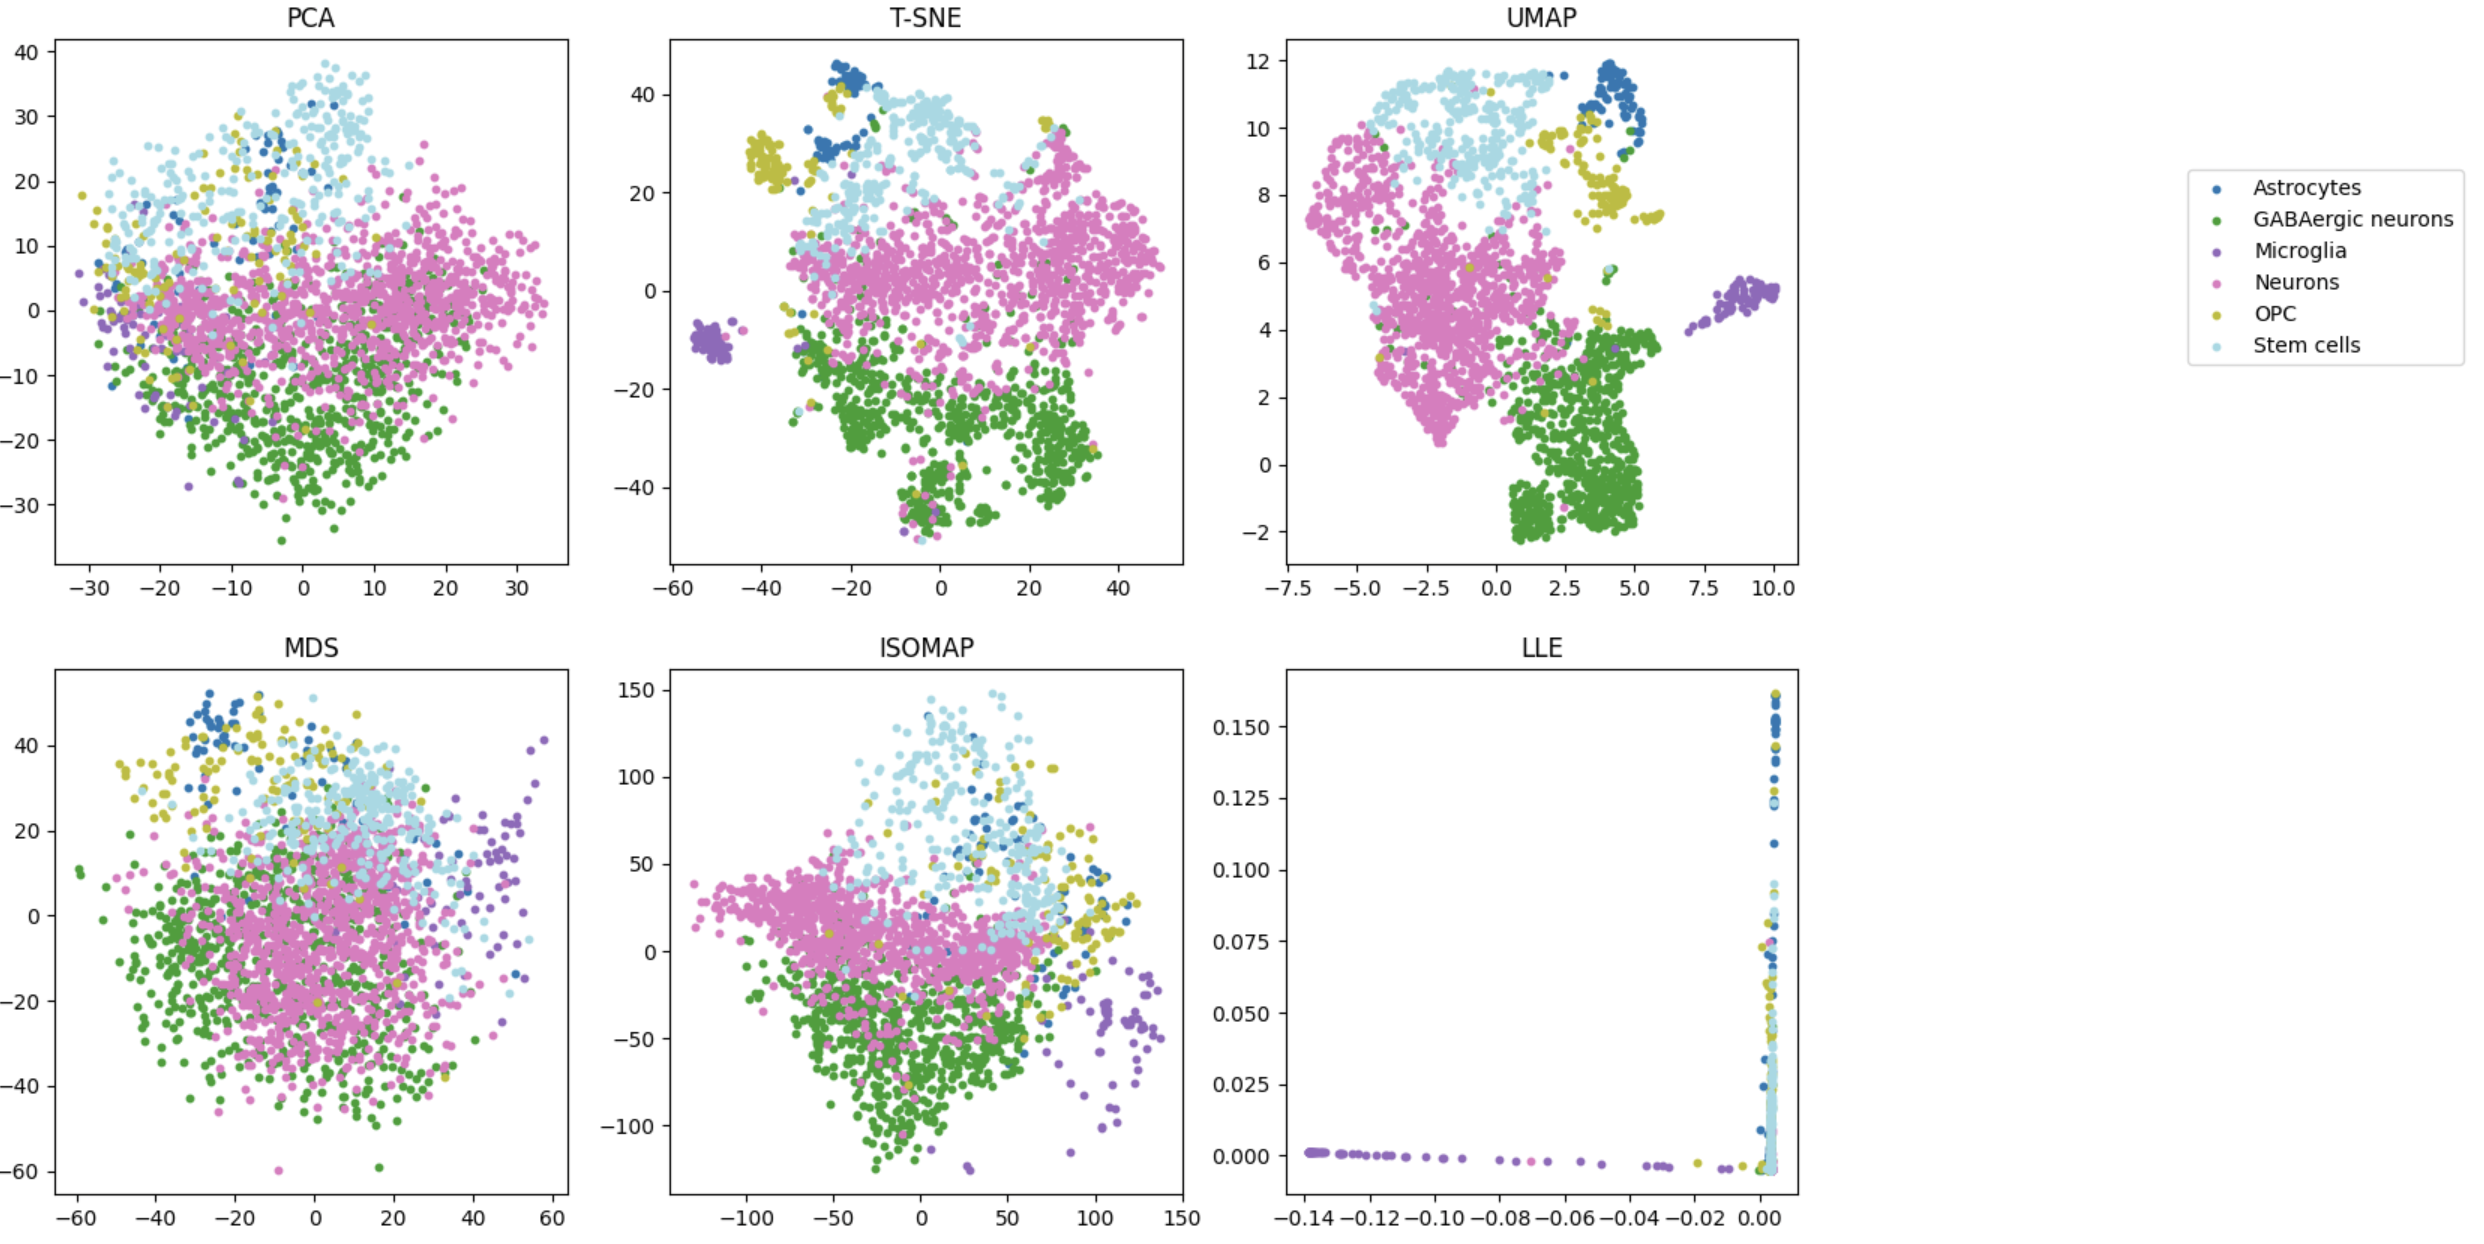 PCA
T-SNE
UMAP
40
30
20
10
0
−10
−20
−30
−30 −20 −10 0 10 20 30
40
20
0
−20
−40
−60 −40 −20 0 20 40
12
10
8
6
4
2
0
−2
−7.5 −5.0 −2.5 0.0 2.5 5.0 7.5 10.0
Astrocytes
GABAergic neurons
Microglia
Neurons
OPC
Stem cells
MDS
ISOMAP
LLE
40
20
0
−20
−40
−60
−60 −40 −20 0 20 40 60
150
100
50
0
−50
−100
−100 −50 0 50 100 150
0.150
0.125
0.100
0.075
0.050
0.025
0.000
−0.14 −0.12 −0.10 −0.08 −0.06 −0.04 −0.02 0.00